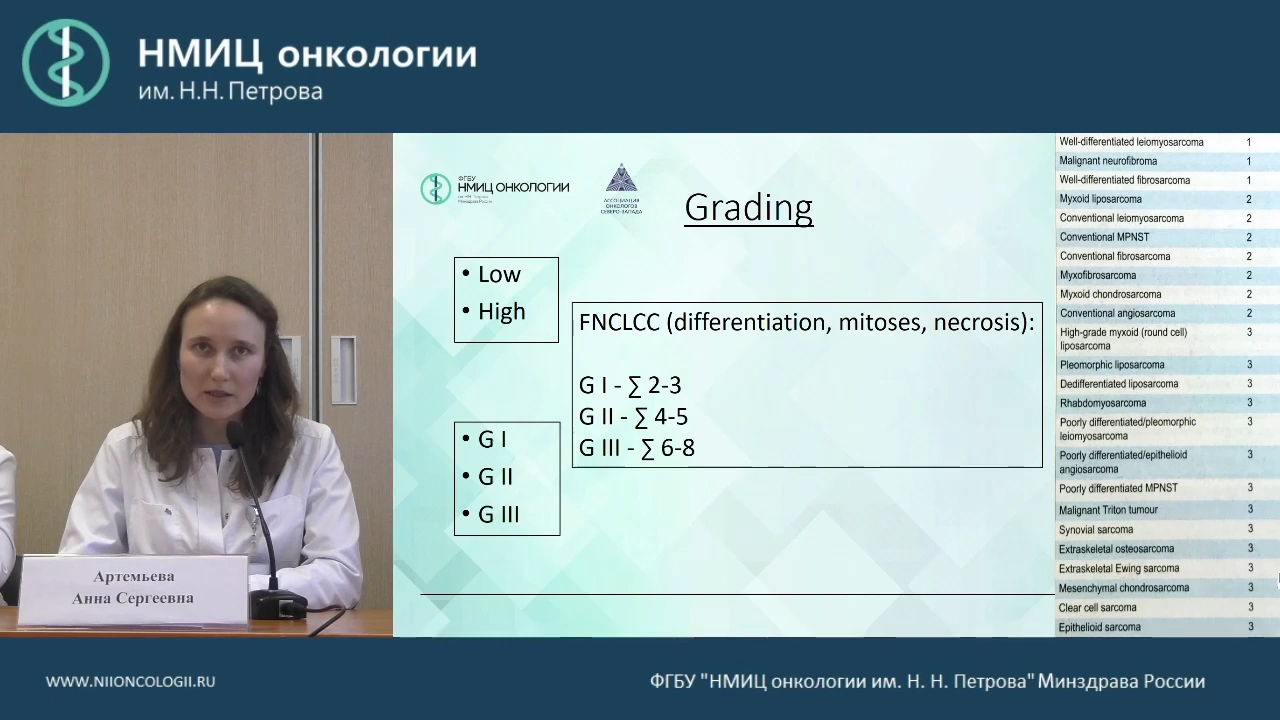 НМИЦ онкологии
им. Н.Н. Петрова
ФГБУ
НМИЦ ОНКОЛОГИИ
Минздрава России
АССОЦИАЦИЯ
ОНКОЛОГОВ
СЕВЕРО-ЗАПАДА
Grading
• Low
• High
FNCLCC (differentiation, mitoses, necrosis):
G I - ∑ 2-3
G II - ∑ 4-5
G III - ∑ 6-8
• G I
• G II
• G III
Well-differentiated leiomyosarcoma 1
Malignant neurofibroma 1
Well-differentiated fibrosarcoma 1
Myxoid liposarcoma 2
Conventional leiomyosarcoma 2
Conventional MPNST 2
Conventional fibrosarcoma 2
Myxofibrosarcoma 2
Myxoid chondrosarcoma 2
Conventional angiosarcoma 2
High-grade myxoid (round cell) 3
liposarcoma
Pleomorphic liposarcoma 3
Dedifferentiated liposarcoma 3
Rhabdomyosarcoma 3
Poorly differentiated/pleomorphic 3
leiomyosarcoma
Poorly differentiated/epithelioid 3
angiosarcoma
Poorly differentiated MPNST 3
Malignant Triton tumour 3
Synovial sarcoma 3
Extraskeletal osteosarcoma 3
Extraskeletal Ewing sarcoma 3
Mesenchymal chondrosarcoma 3
Clear cell sarcoma 3
Epithelioid sarcoma 3
Артемьева
Анна Сергеевна
WWW.NIIONCOLOGII.RU
ФГБУ "НМИЦ онкологии им. Н. Н. Петрова" Минздрава России